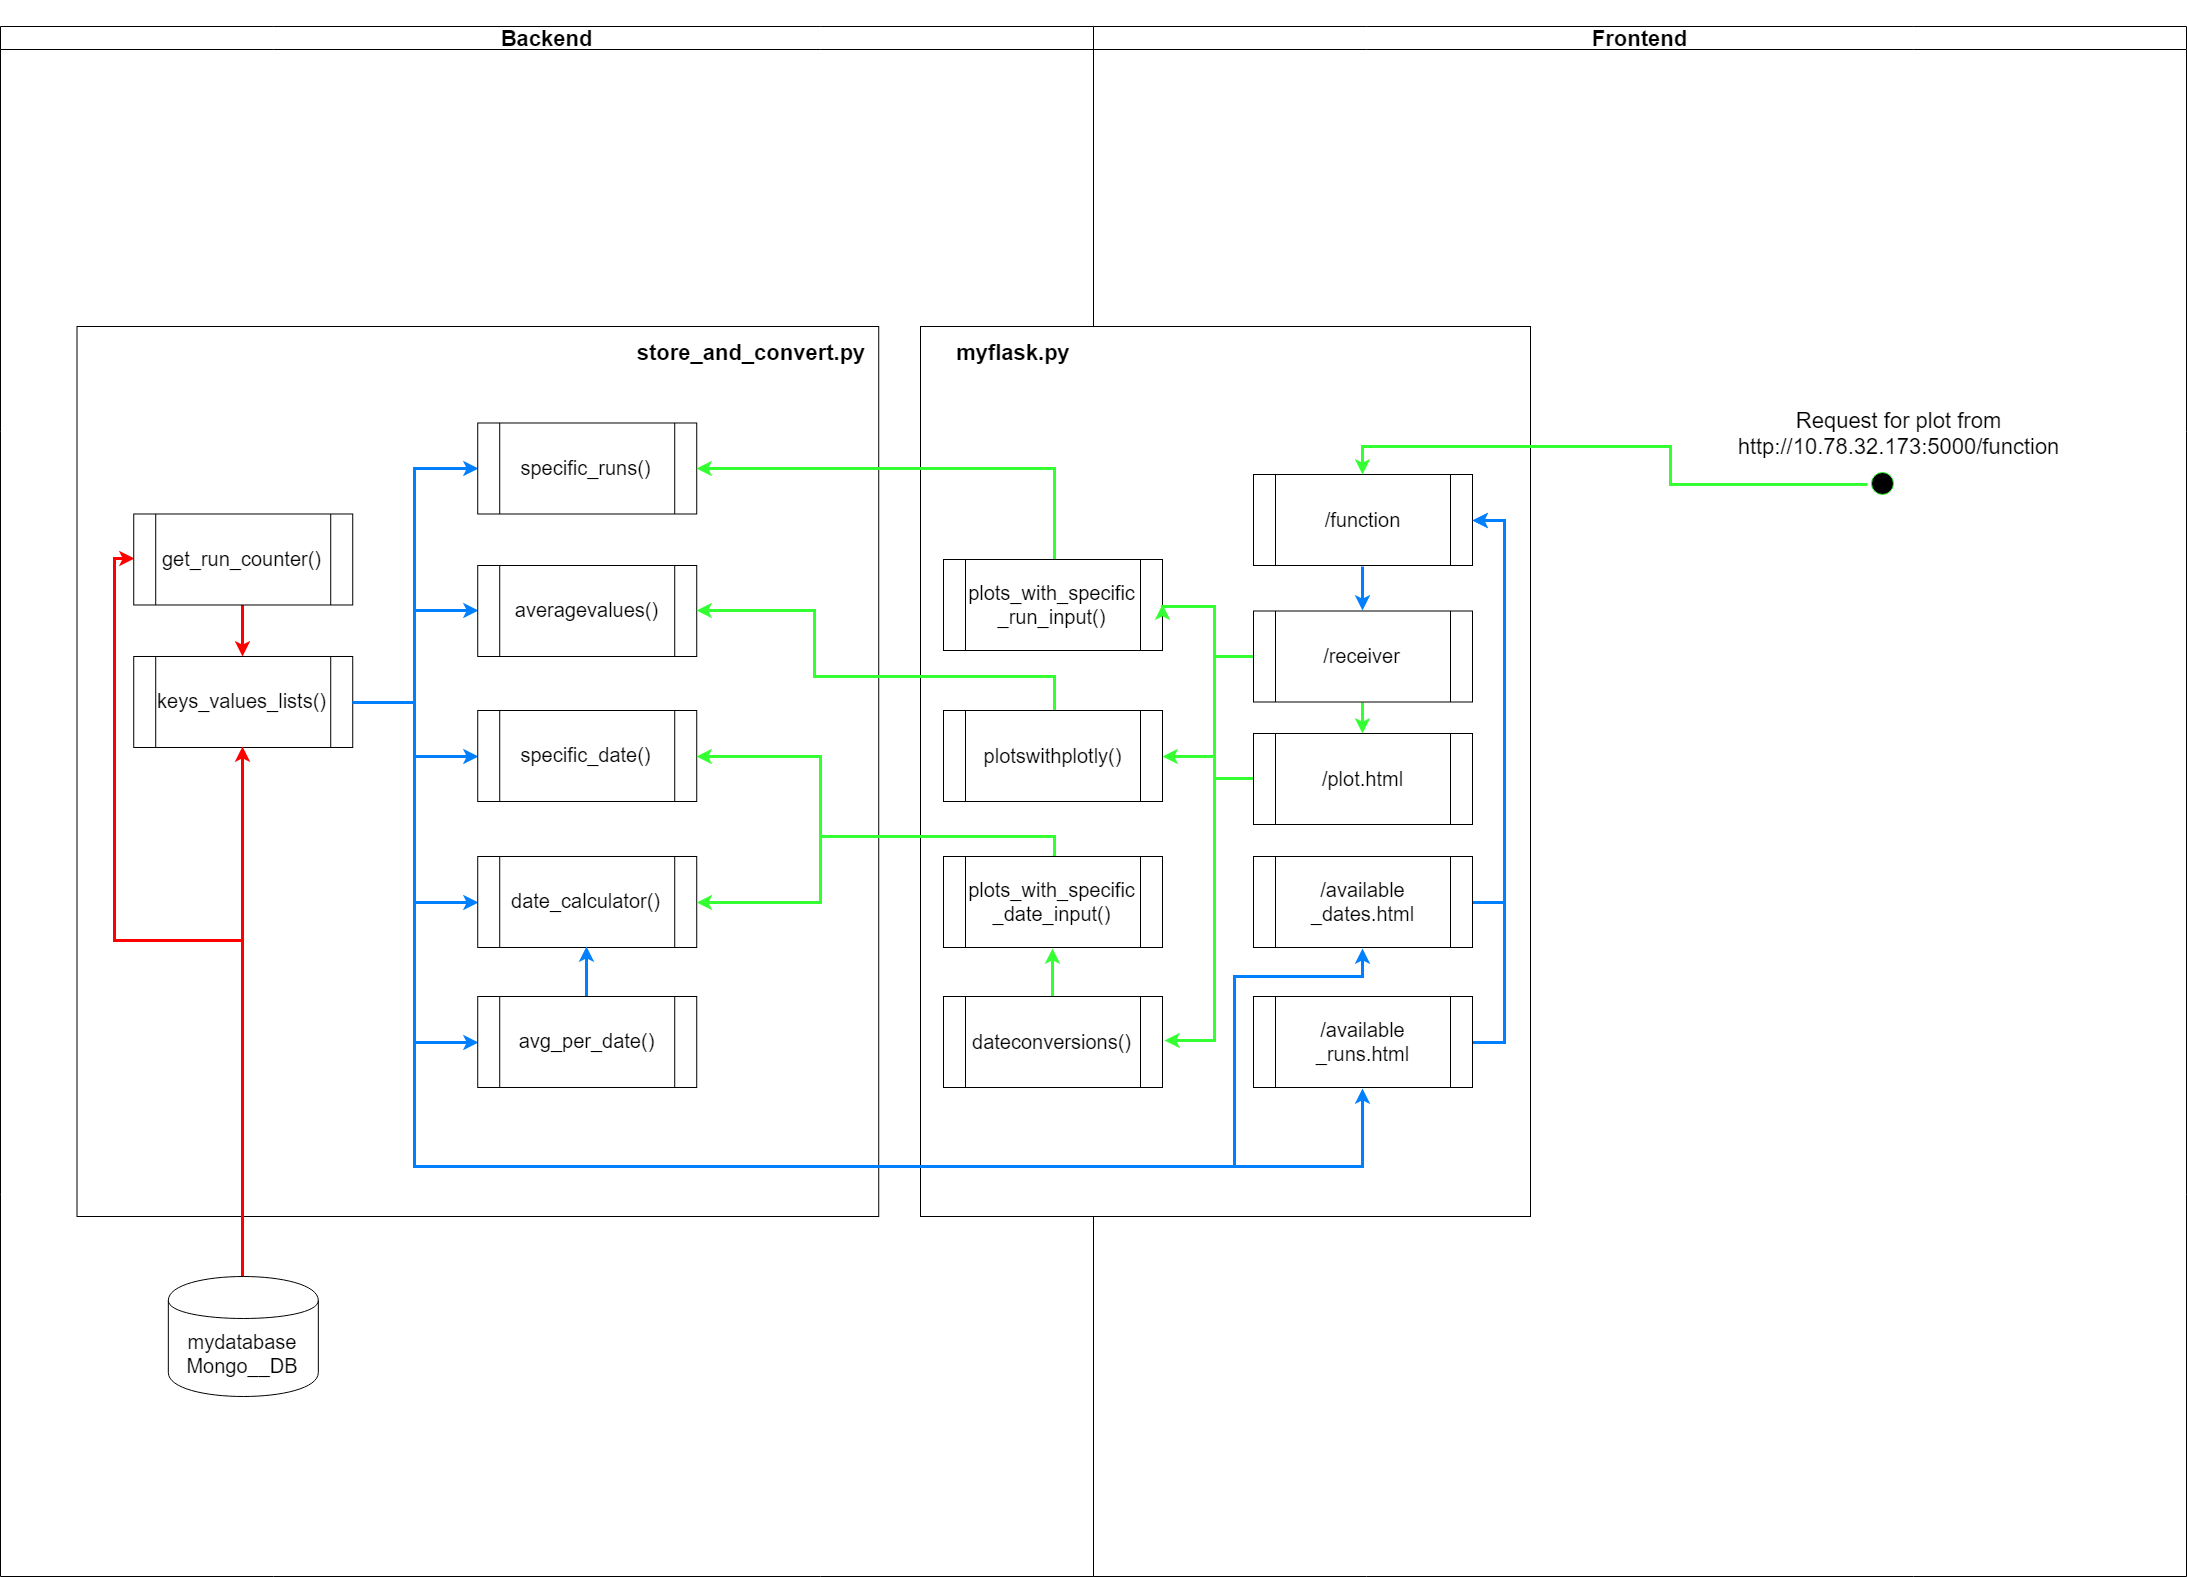 Backend
Frontend
store_and_convert.py
myflask.py
Request for plot from
http://10.78.32.173:5000/function
specific_runs()
/function
get_run_counter()
averagevalues()
plots_with_specific
_run_input()
/receiver
keys_values_lists()
specific_date()
plotswithplotly()
/plot.html
date_calculator()
plots_with_specific
_date_input()
/available
_dates.html
avg_per_date()
dateconversions()
/available
_runs.html
mydatabase
Mongo__DB